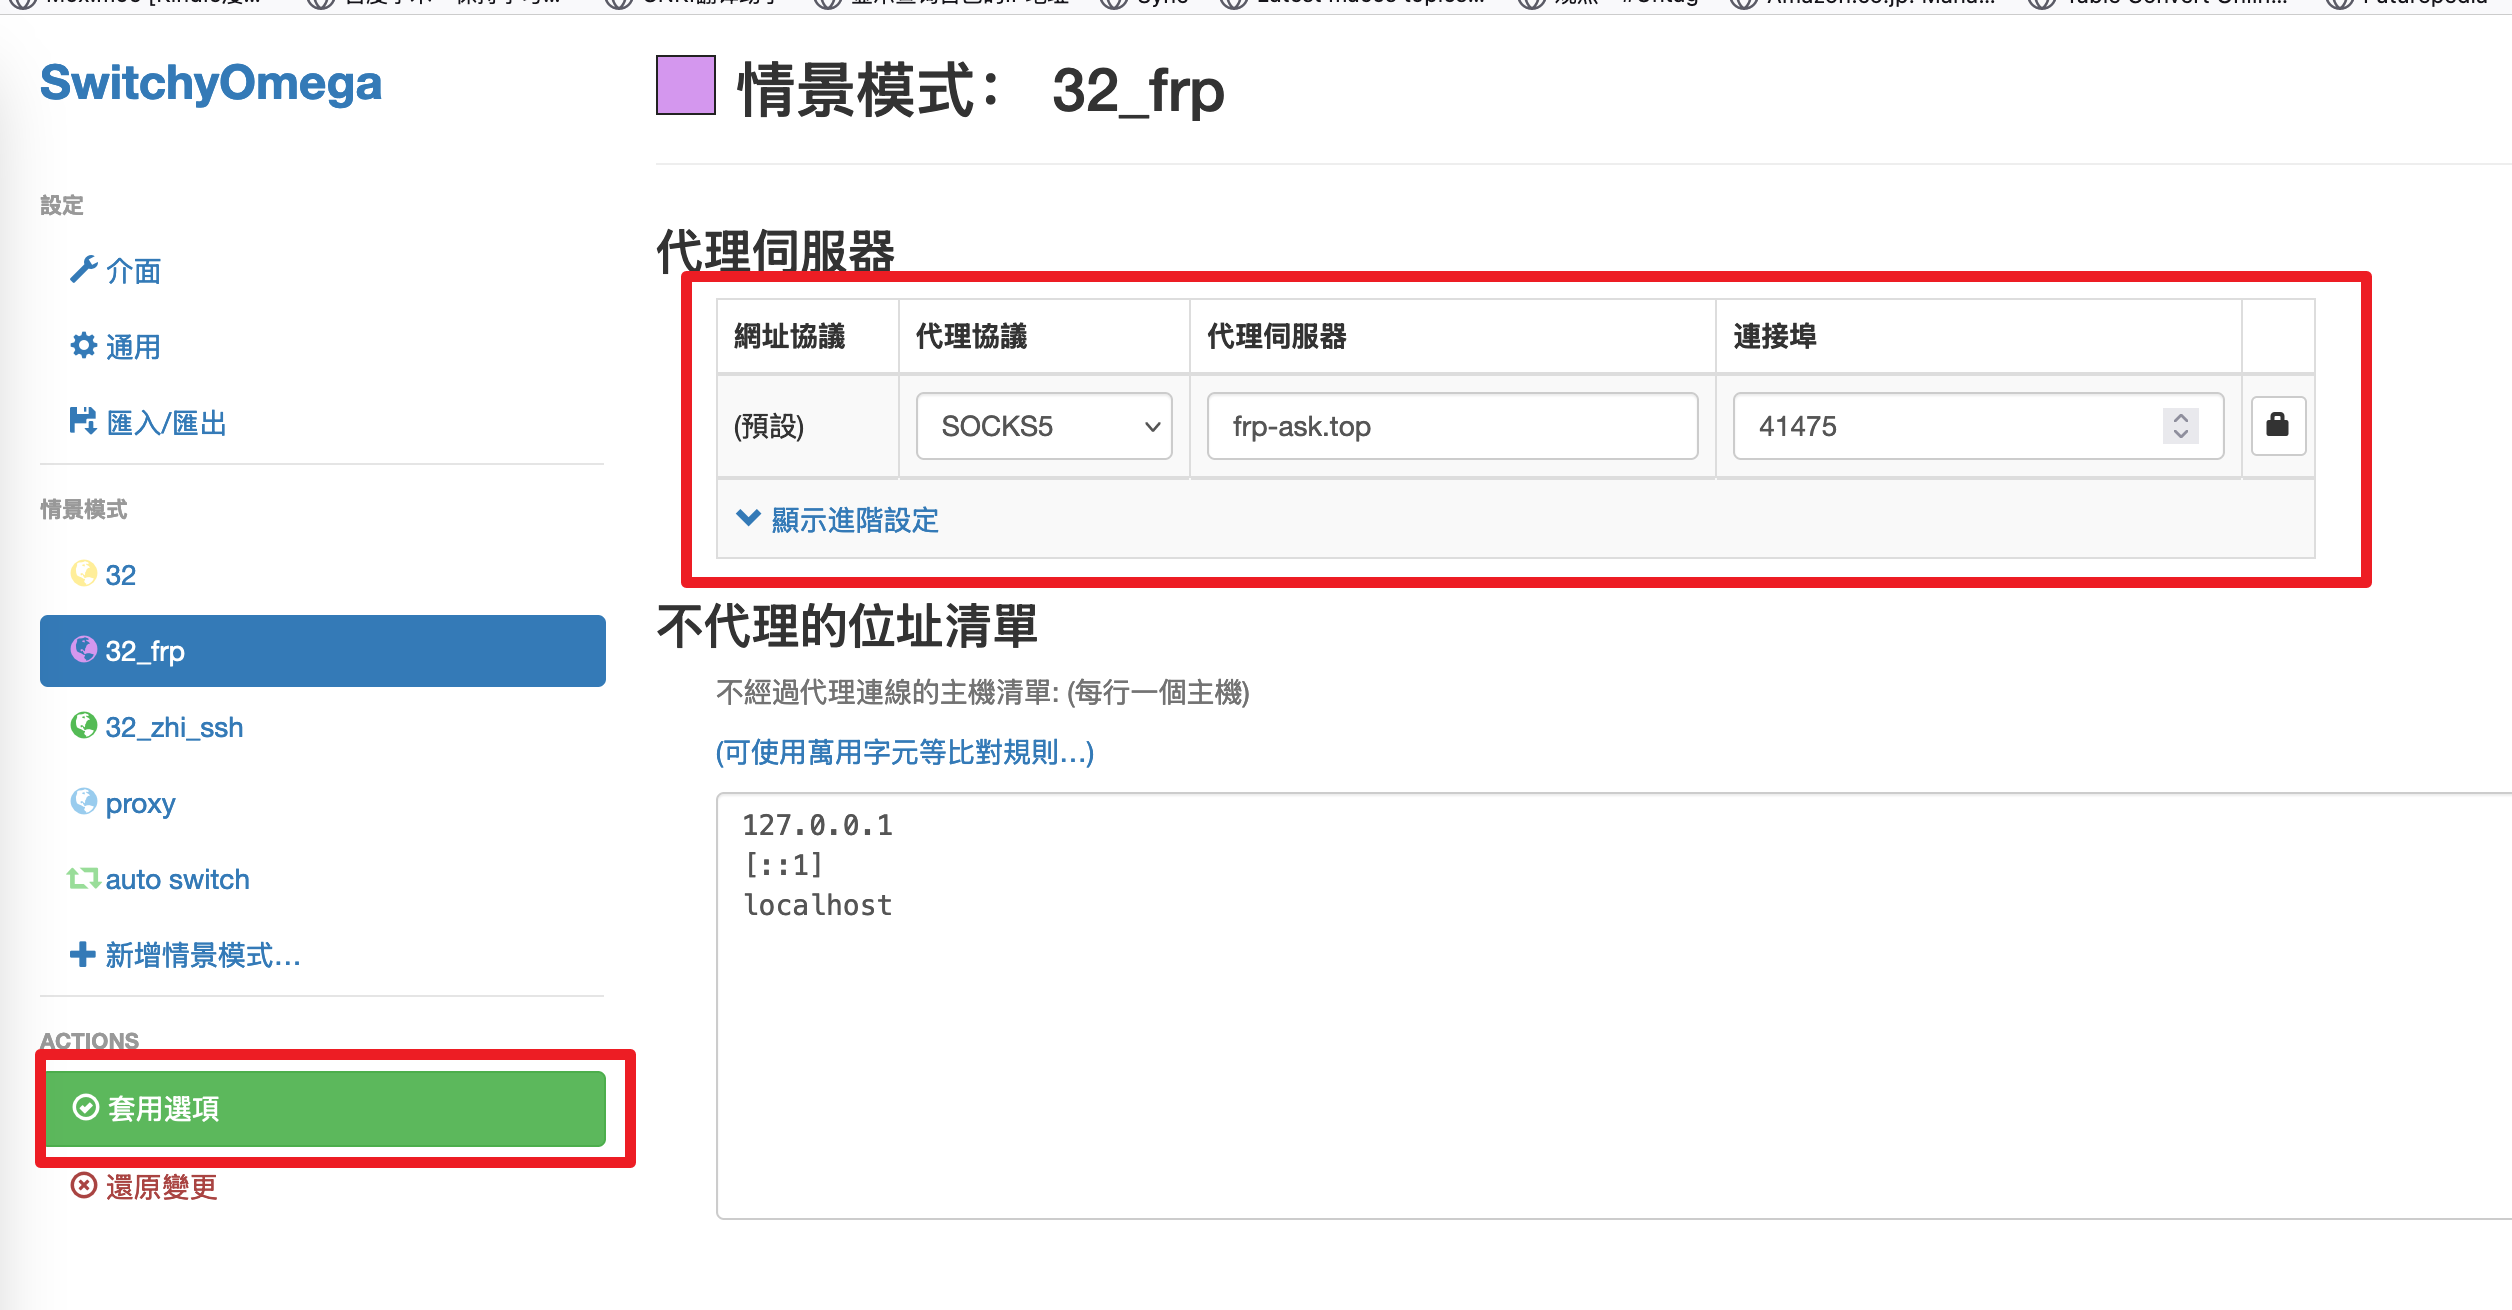 SwitchyOmega
設定
介面
通用
匯入/匯出
情景模式
32
32_frp
32_zhi_ssh
proxy
auto switch
新增情景模式…
ACTIONS
套用選項
還原變更
情景模式： 32_frp
代理伺服器
網址協議 代理協議 代理伺服器 連接埠
(預設) SOCKS5 frp-ask.top 41475
顯示進階設定
不代理的位址清單
不經過代理連線的主機清單: (每行一個主機)
(可使用萬用字元等比對規則…)
127.0.0.1
[::1]
localhost